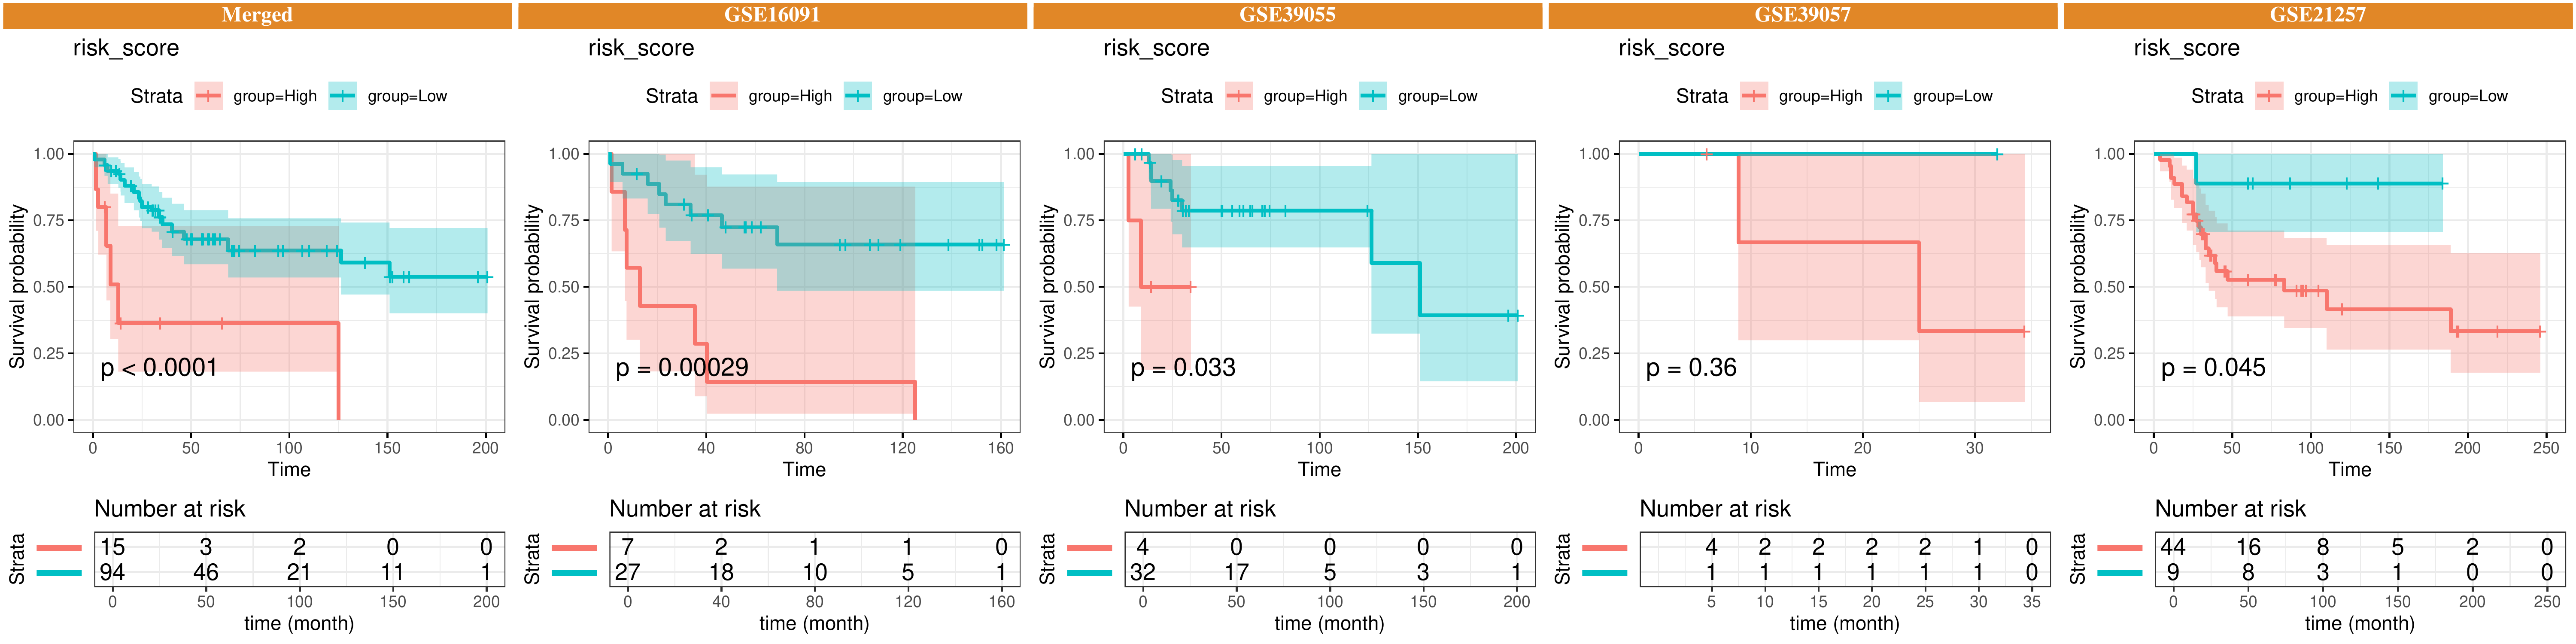 Merged
risk_score
Strata group=High group=Low
Survival probability
1.00
0.75
0.50
0.25
0.00
p < 0.0001
0 50 100 150 200
Time
Number at risk
Strata
15 3 2 0 0
94 46 21 11 1
0 50 100 150 200
time (month)
GSE16091
risk_score
Strata group=High group=Low
Survival probability
1.00
0.75
0.50
0.25
0.00
p = 0.00029
0 40 80 120 160
Time
Number at risk
Strata
7 2 1 1 0
27 18 10 5 1
0 40 80 120 160
time (month)
GSE39055
risk_score
Strata group=High group=Low
Survival probability
1.00
0.75
0.50
0.25
0.00
p = 0.033
0 50 100 150 200
Time
Number at risk
Strata
4 0 0 0 0
32 17 5 3 1
0 50 100 150 200
time (month)
GSE39057
risk_score
Strata group=High group=Low
Survival probability
1.00
0.75
0.50
0.25
0.00
p = 0.36
0 10 20 30
Time
Number at risk
Strata
4 2 2 2 2 1 0
1 1 1 1 1 1 0
5 10 15 20 25 30 35
time (month)
GSE21257
risk_score
Strata group=High group=Low
Survival probability
1.00
0.75
0.50
0.25
0.00
p = 0.045
0 50 100 150 200 250
Time
Number at risk
Strata
44 16 8 5 2 0
9 8 3 1 0 0
0 50 100 150 200 250
time (month)